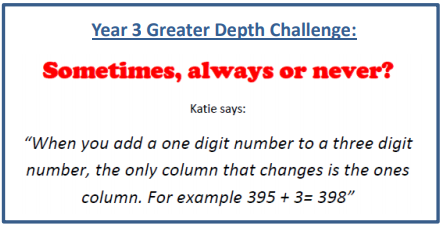 Year 3 Greater Depth Challenge:
Sometimes, always or never?
Katie says:
“When you add a one digit number to a three digit
number, the only column that changes is the ones
column. For example 395 + 3= 398”